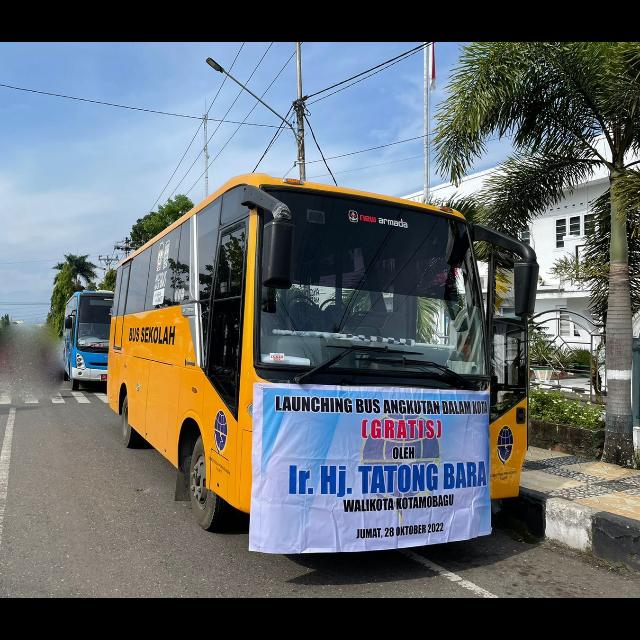 new armada
BUS SEKOLAH
LAUNCHING BUS ANGKUTAN DALAM KOTA
(GRATIS)
OLEH
Ir. Hj. TATONG BARA
WALIKOTA KOTAMOBAGU
JUMAT, 28 OKTOBER 2022